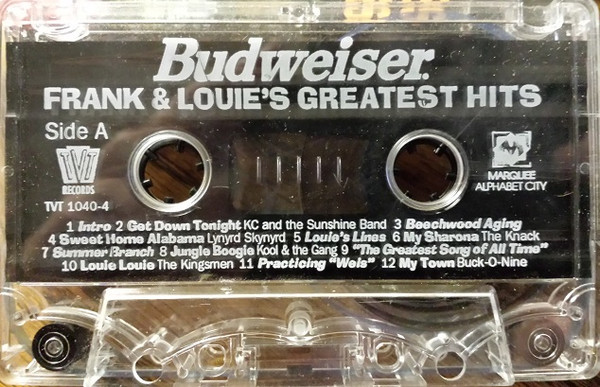 Budweiser.
FRANK & LOUIE'S GREATEST HITS
Side A
TVT
RECORDS
TVT 1040-4
MARQUEE
ALPHABET CITY
1 Intro 2 Get Down Tonight KC and the Sunshine Band 3 Beechwood Aging
4 Sweet Home Alabama Lynyrd Skynyrd 5 Louie's Lines 6 My Sharona The Knack
7 Summer Branch 8 Jungle Boogie Kool & the Gang 9 "The Greatest Song of All Time"
10 Louie Louie The Kingsmen 11 Practicing "Weis" 12 My Town Buck-O-Nine